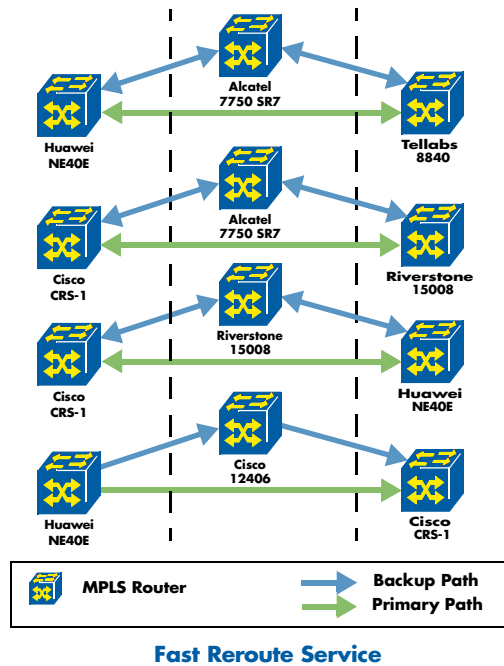 Alcatel
7750 SR7
Huawei
NE40E
Tellabs
8840
Alcatel
7750 SR7
Cisco
CRS-1
Riverstone
15008
Riverstone
15008
Cisco
CRS-1
Huawei
NE40E
Cisco
12406
Huawei
NE40E
Cisco
CRS-1
MPLS Router
Backup Path
Primary Path
Fast Reroute Service